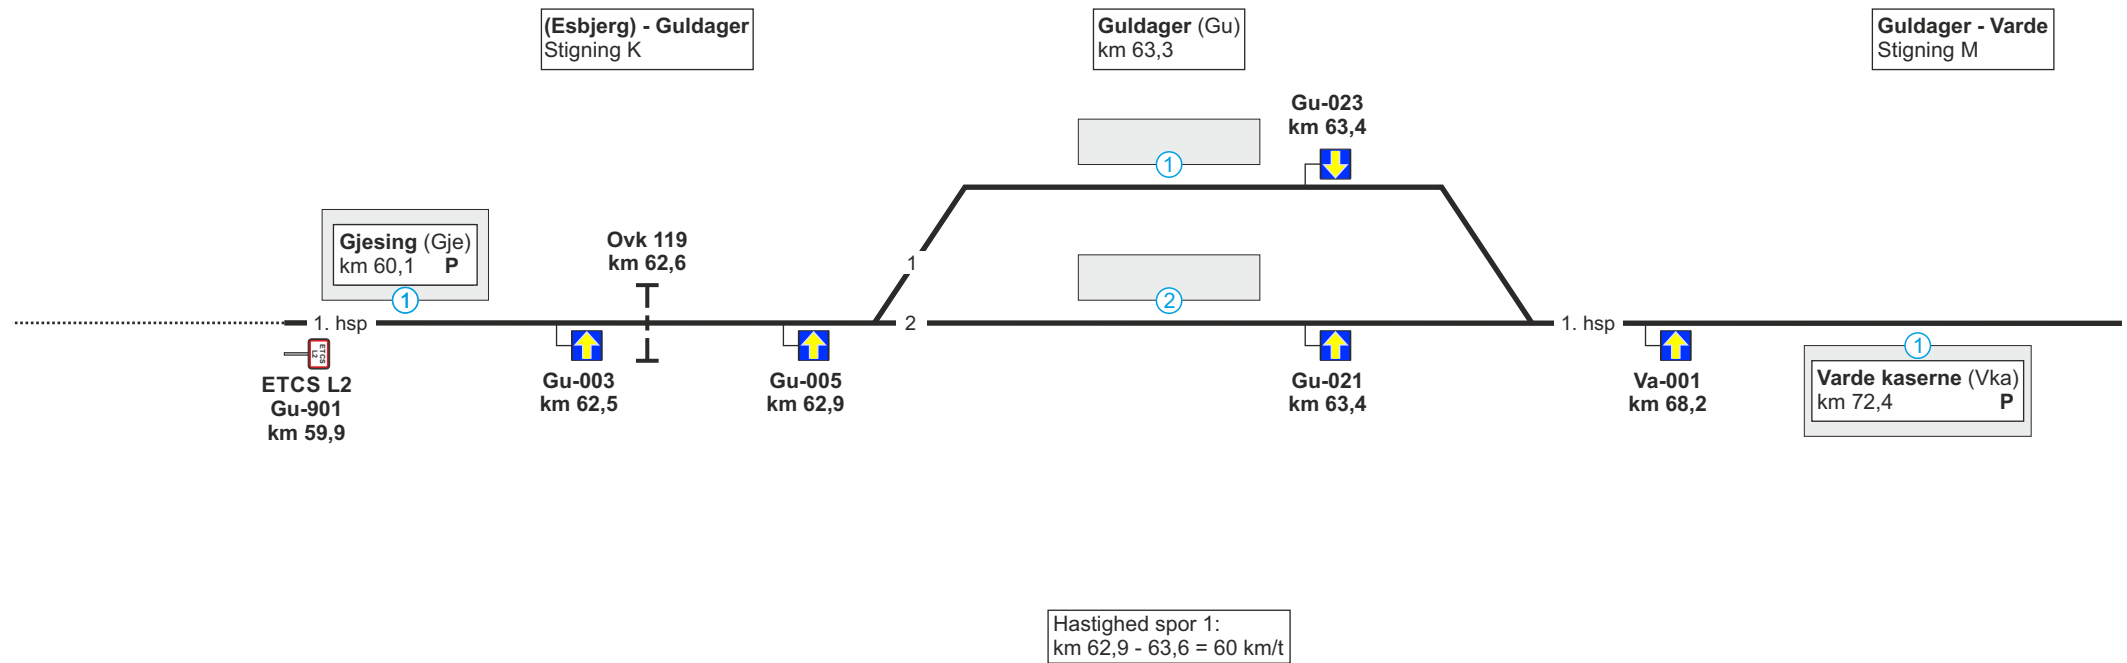 (Esbjerg) - Guldager
Stigning K
Guldager (Gu)
km 63,3
Guldager - Varde
Stigning M
Gu-023
km 63,4
1
Gjesing (Gje)
km 60,1 P
1
Ovk 119
km 62,6
1
2
1. hsp
2
1. hsp
ETCS L2
ETCS L2
Gu-901
km 59,9
Gu-003
km 62,5
Gu-005
km 62,9
Gu-021
km 63,4
Va-001
km 68,2
1
Varde kaserne (Vka)
km 72,4 P
Hastighed spor 1:
km 62,9 - 63,6 = 60 km/t